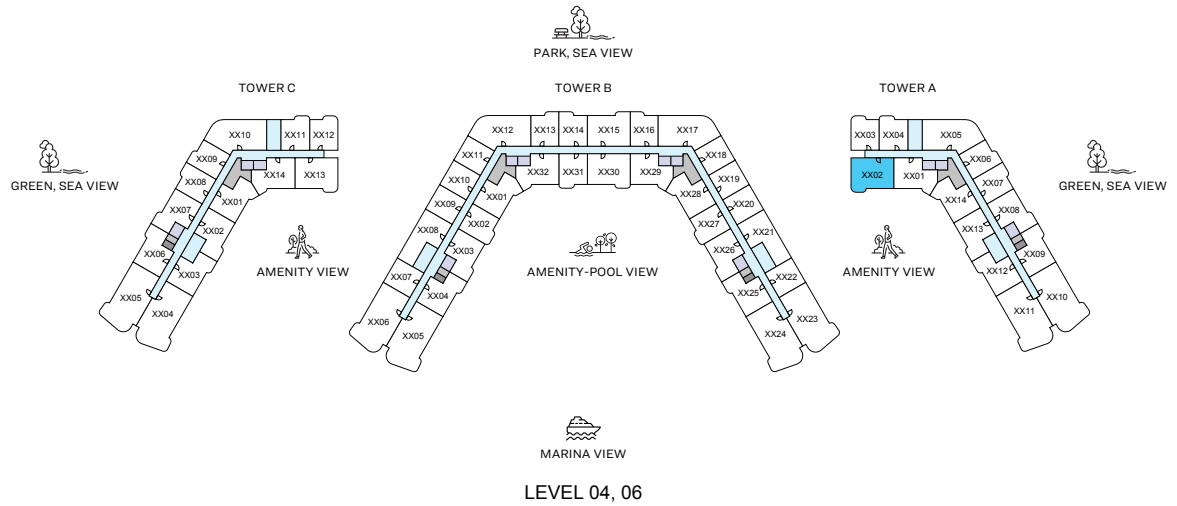 PARK, SEA VIEW
TOWER C
TOWER B
TOWER A
XX10
XX11
XX12
XX09
XX08
XX14
XX13
XX01
XX07
XX02
XX06
XX03
XX05
XX04
XX12
XX13
XX14
XX15
XX16
XX17
XX11
XX32
XX31
XX30
XX29
XX18
XX10
XX01
XX28
XX19
XX09
XX02
XX27
XX20
XX08
XX03
XX26
XX21
XX07
XX04
XX25
XX22
XX06
XX05
XX24
XX23
XX03
XX04
XX05
XX02
XX01
XX06
XX14
XX07
XX13
XX08
XX12
XX09
XX11
XX10
GREEN, SEA VIEW
GREEN, SEA VIEW
AMENITY VIEW
AMENITY-POOL VIEW
AMENITY VIEW
MARINA VIEW
LEVEL 04, 06